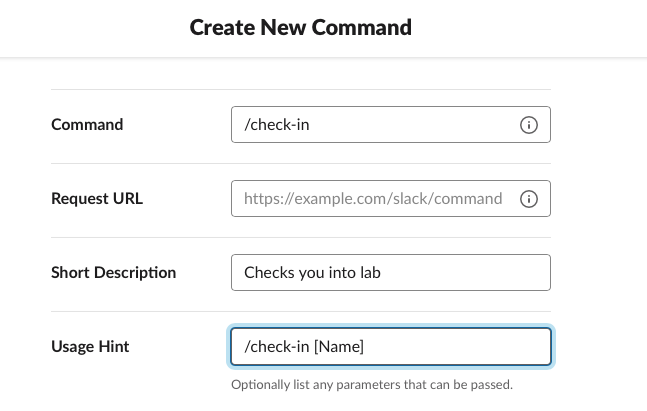 Create New Command
Command
/check-in
Request URL
https://example.com/slack/command
Short Description
Checks you into lab
Usage Hint
/check-in [Name]
Optionally list any parameters that can be passed.